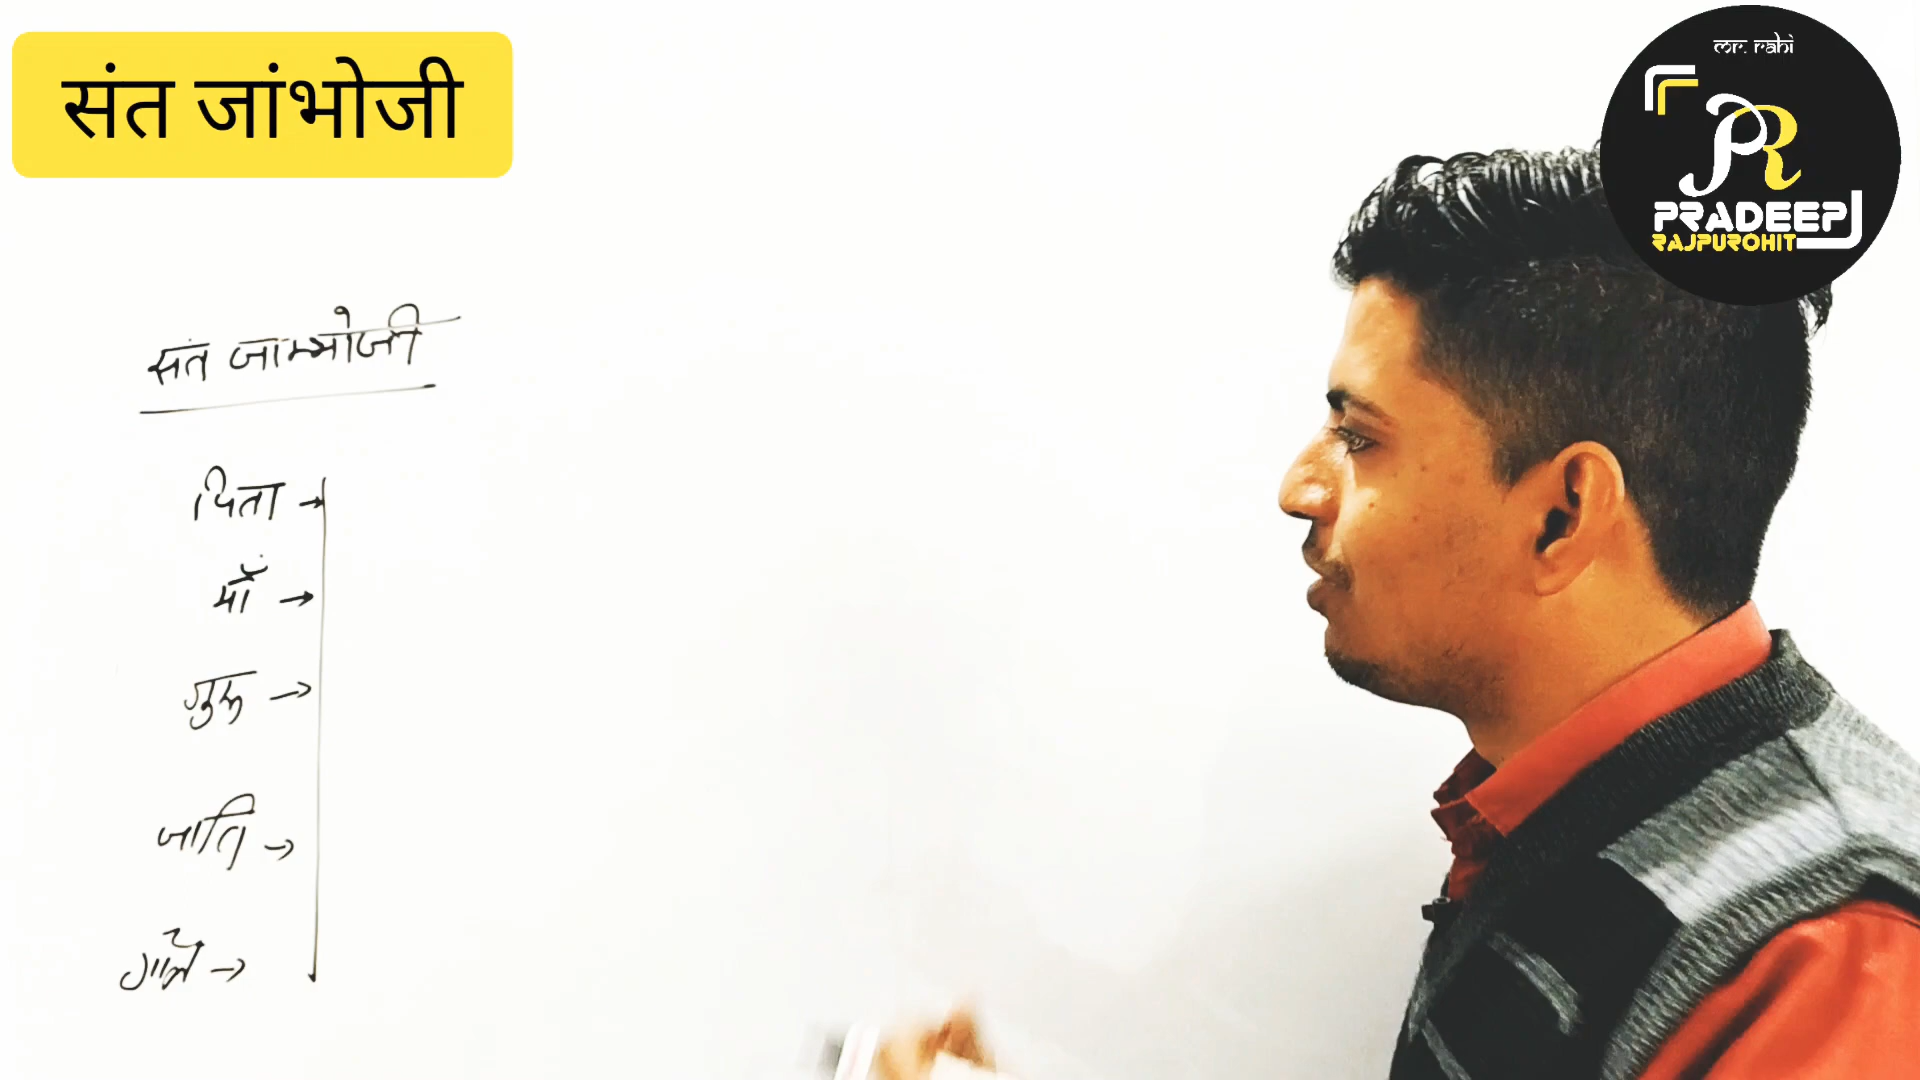 संत जांभोजी
mr. rahi
PR
PRADEEP
RAJPUROHIT
संत जाम्भोजी
पिता →
माँ →
गुरू →
जाति →
गोत्र →